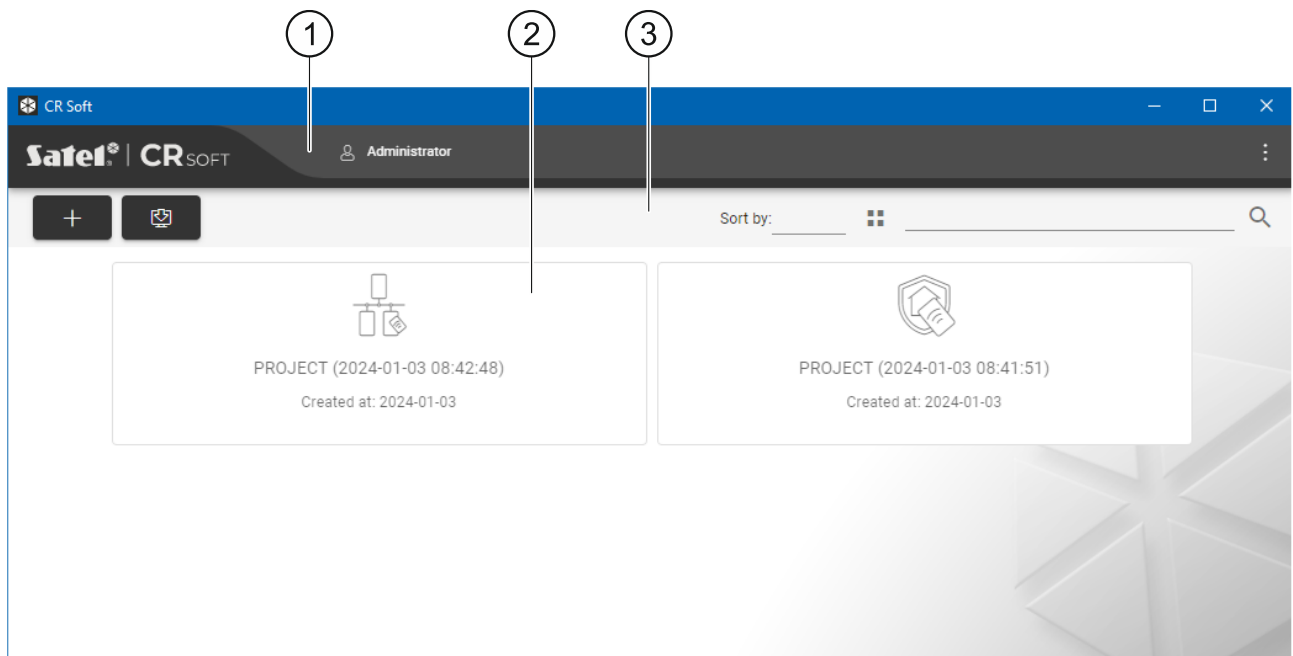 1 2 3
CR Soft
Satel | CR SOFT
Administrator
Sort by:
PROJECT (2024-01-03 08:42:48)
Created at: 2024-01-03
PROJECT (2024-01-03 08:41:51)
Created at: 2024-01-03